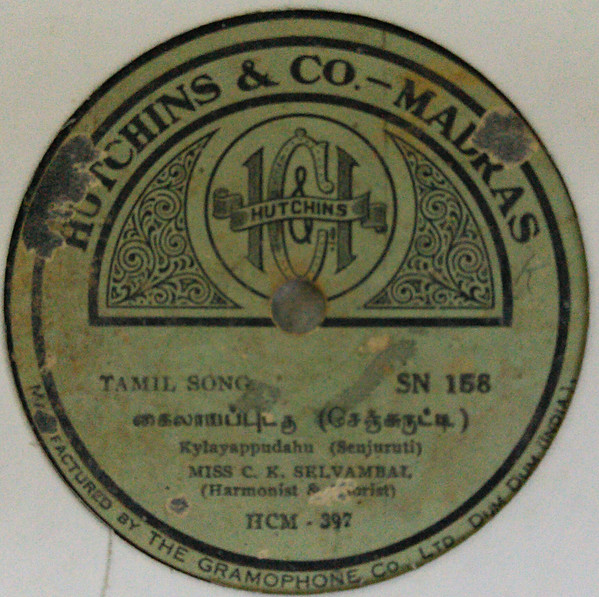 HUTCHINS & CO.-MADRAS
H & C
HUTCHINS
TAMIL SONG SN 158
(செஞ்சுருட்டி)
Kylayappudahu (Senjuruti)
MISS C. K. SELVAMBAL
(Harmonist &
HCM - 397
MANUFACTURED BY THE GRAMOPHONE CO., LTD. DUM DUM (INDIA).